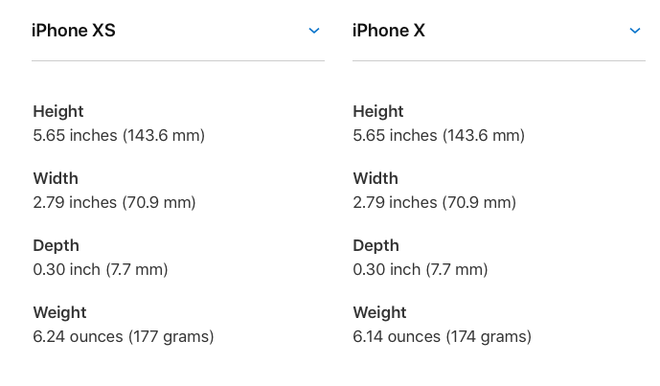 iPhone XS
Height
5.65 inches (143.6 mm)
Width
2.79 inches (70.9 mm)
Depth
0.30 inch (7.7 mm)
Weight
6.24 ounces (177 grams)
iPhone X
Height
5.65 inches (143.6 mm)
Width
2.79 inches (70.9 mm)
Depth
0.30 inch (7.7 mm)
Weight
6.14 ounces (174 grams)